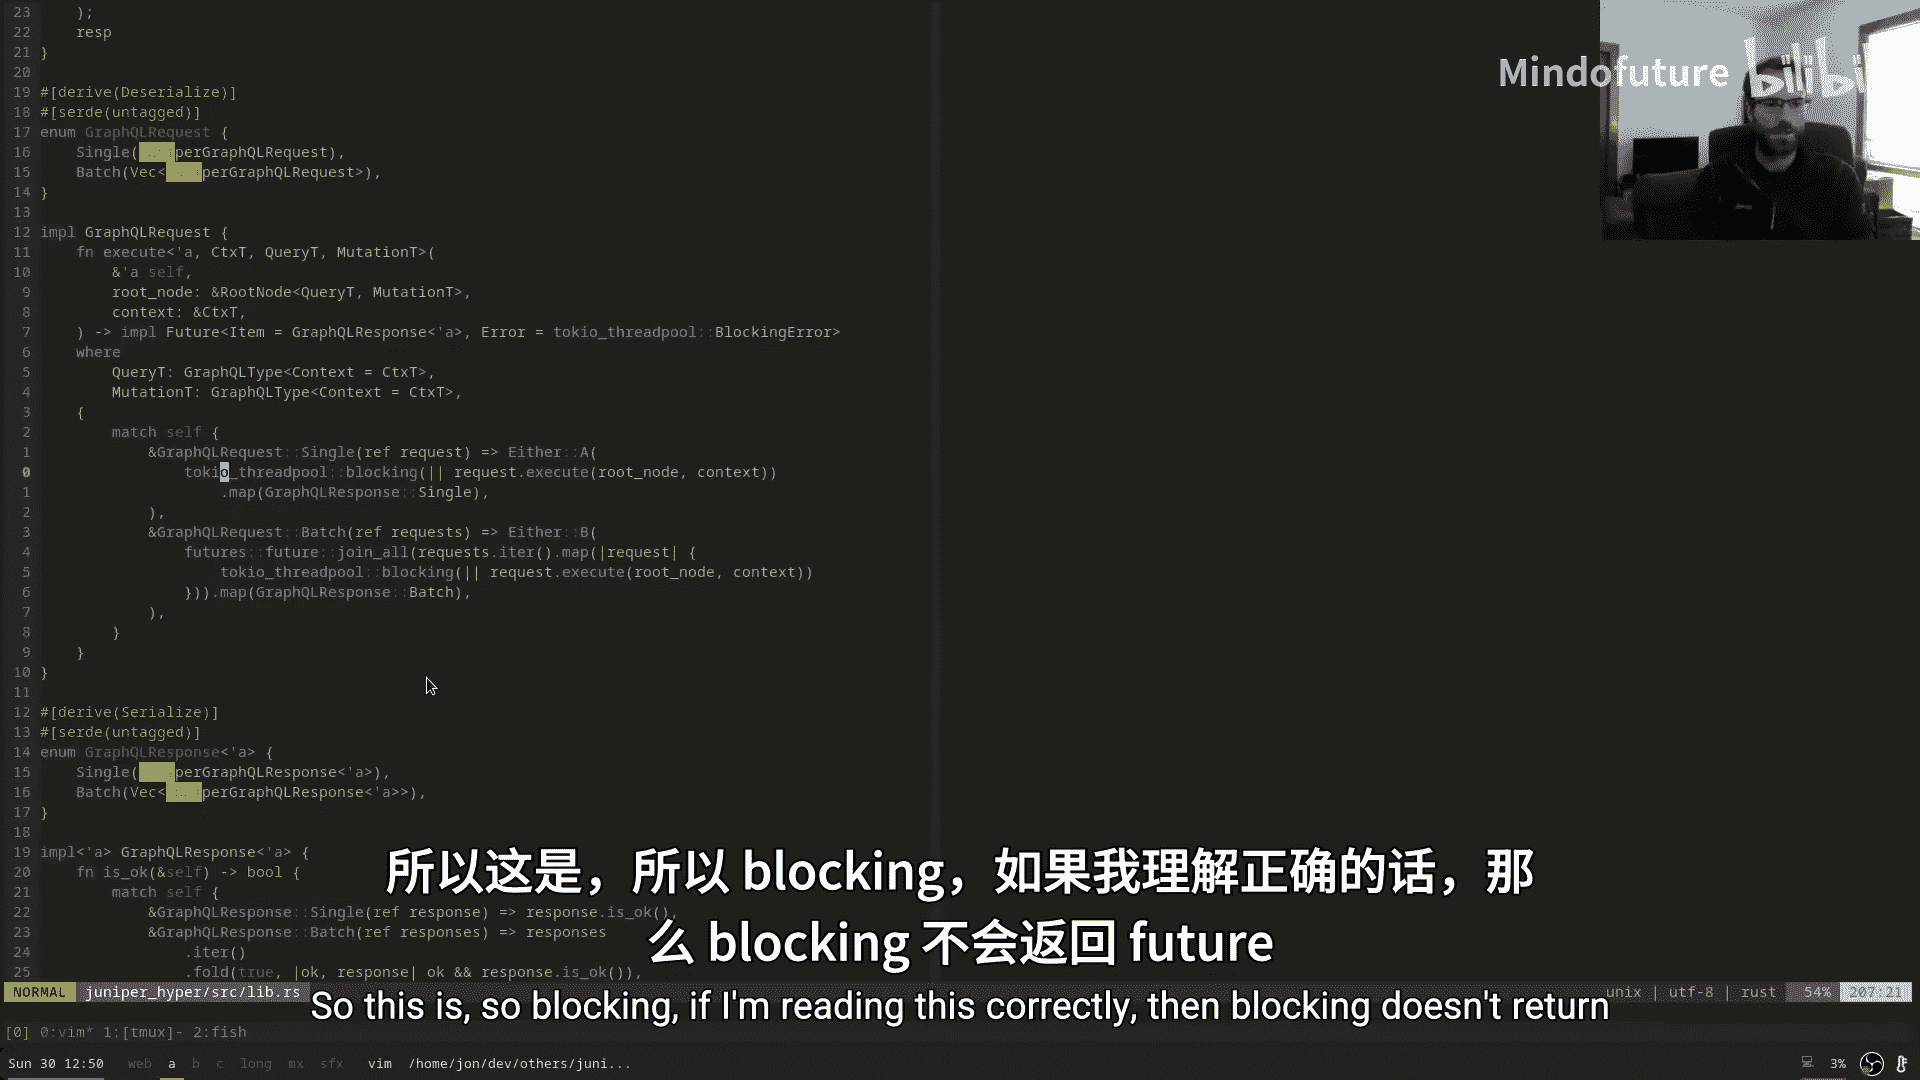 23     );
22     resp
21 }
20
19 #[derive(Deserialize)]
18 #[serde(untagged)]
17 enum GraphQLRequest {
16     Single(perGraphQLRequest),
15     Batch(Vec<perGraphQLRequest>),
14 }
13
12 impl GraphQLRequest {
11     fn execute<'a, CtxT, QueryT, MutationT>(
10         &'a self,
9         root_node: &RootNode<QueryT, MutationT>,
8         context: &CtxT,
7     ) -> impl Future<Item = GraphQLResponse<'a>, Error = tokio_threadpool::BlockingError>
6     where
5         QueryT: GraphQLType<Context = CtxT>,
4         MutationT: GraphQLType<Context = CtxT>,
3     {
2         match self {
1             &GraphQLRequest::Single(ref request) => Either::A(
0                 tokio_threadpool::blocking(|| request.execute(root_node, context))
1                     .map(GraphQLResponse::Single),
2             ),
3             &GraphQLRequest::Batch(ref requests) => Either::B(
4                 futures::future::join_all(requests.iter().map(|request| {
5                     tokio_threadpool::blocking(|| request.execute(root_node, context))
6                 })).map(GraphQLResponse::Batch),
7             ),
8         }
9     }
10 }
11
12 #[derive(Serialize)]
13 #[serde(untagged)]
14 enum GraphQLResponse<'a> {
15     Single(perGraphQLResponse<'a>),
16     Batch(Vec<perGraphQLResponse<'a>>),
17 }
18
19 impl<'a> GraphQLResponse<'a> {
20     fn is_ok(&self) -> bool {
21         match self {
22             &GraphQLResponse::Single(ref response) => response.is_ok(),
23             &GraphQLResponse::Batch(ref responses) => responses
24                 .iter()
25                 .fold(true, |ok, response| ok && response.is_ok()),
Mindofuture bilibi
所以这是，所以 blocking，如果我理解正确的话，那
么 blocking 不会返回 future
NORMAL juniper_hyper/src/lib.rs unix | utf-8 | rust 54% 207:21
So this is, so blocking, if I'm reading this correctly, then blocking doesn't return
[0] 0:vim* 1:[tmux]- 2:fish
Sun 30 12:50 web a b c long mx sfx vim /home/jon/dev/others/juni... 3%